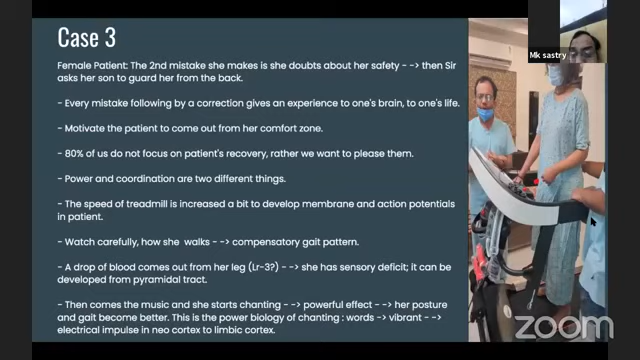 Case 3
Mk sastry
Female Patient: The 2nd mistake she makes is she doubts about her safety - -> then Sir
asks her son to guard her from the back.
- Every mistake following by a correction gives an experience to one's brain, to one's life.
- Motivate the patient to come out from her comfort zone.
- 80% of us do not focus on patient's recovery, rather we want to please them.
- Power and coordination are two different things.
- The speed of treadmill is increased a bit to develop membrane and action potentials
in patient.
- Watch carefully, how she walks - -> compensatory gait pattern.
- A drop of blood comes out from her leg (Lr-3?) - -> she has sensory deficit; it can be
developed from pyramidal tract.
- Then comes the music and she starts chanting - -> powerful effect - -> her posture
and gait become better. This is the power biology of chanting : words - -> vibrant - ->
electrical impulse in neo cortex to limbic cortex.
zoom